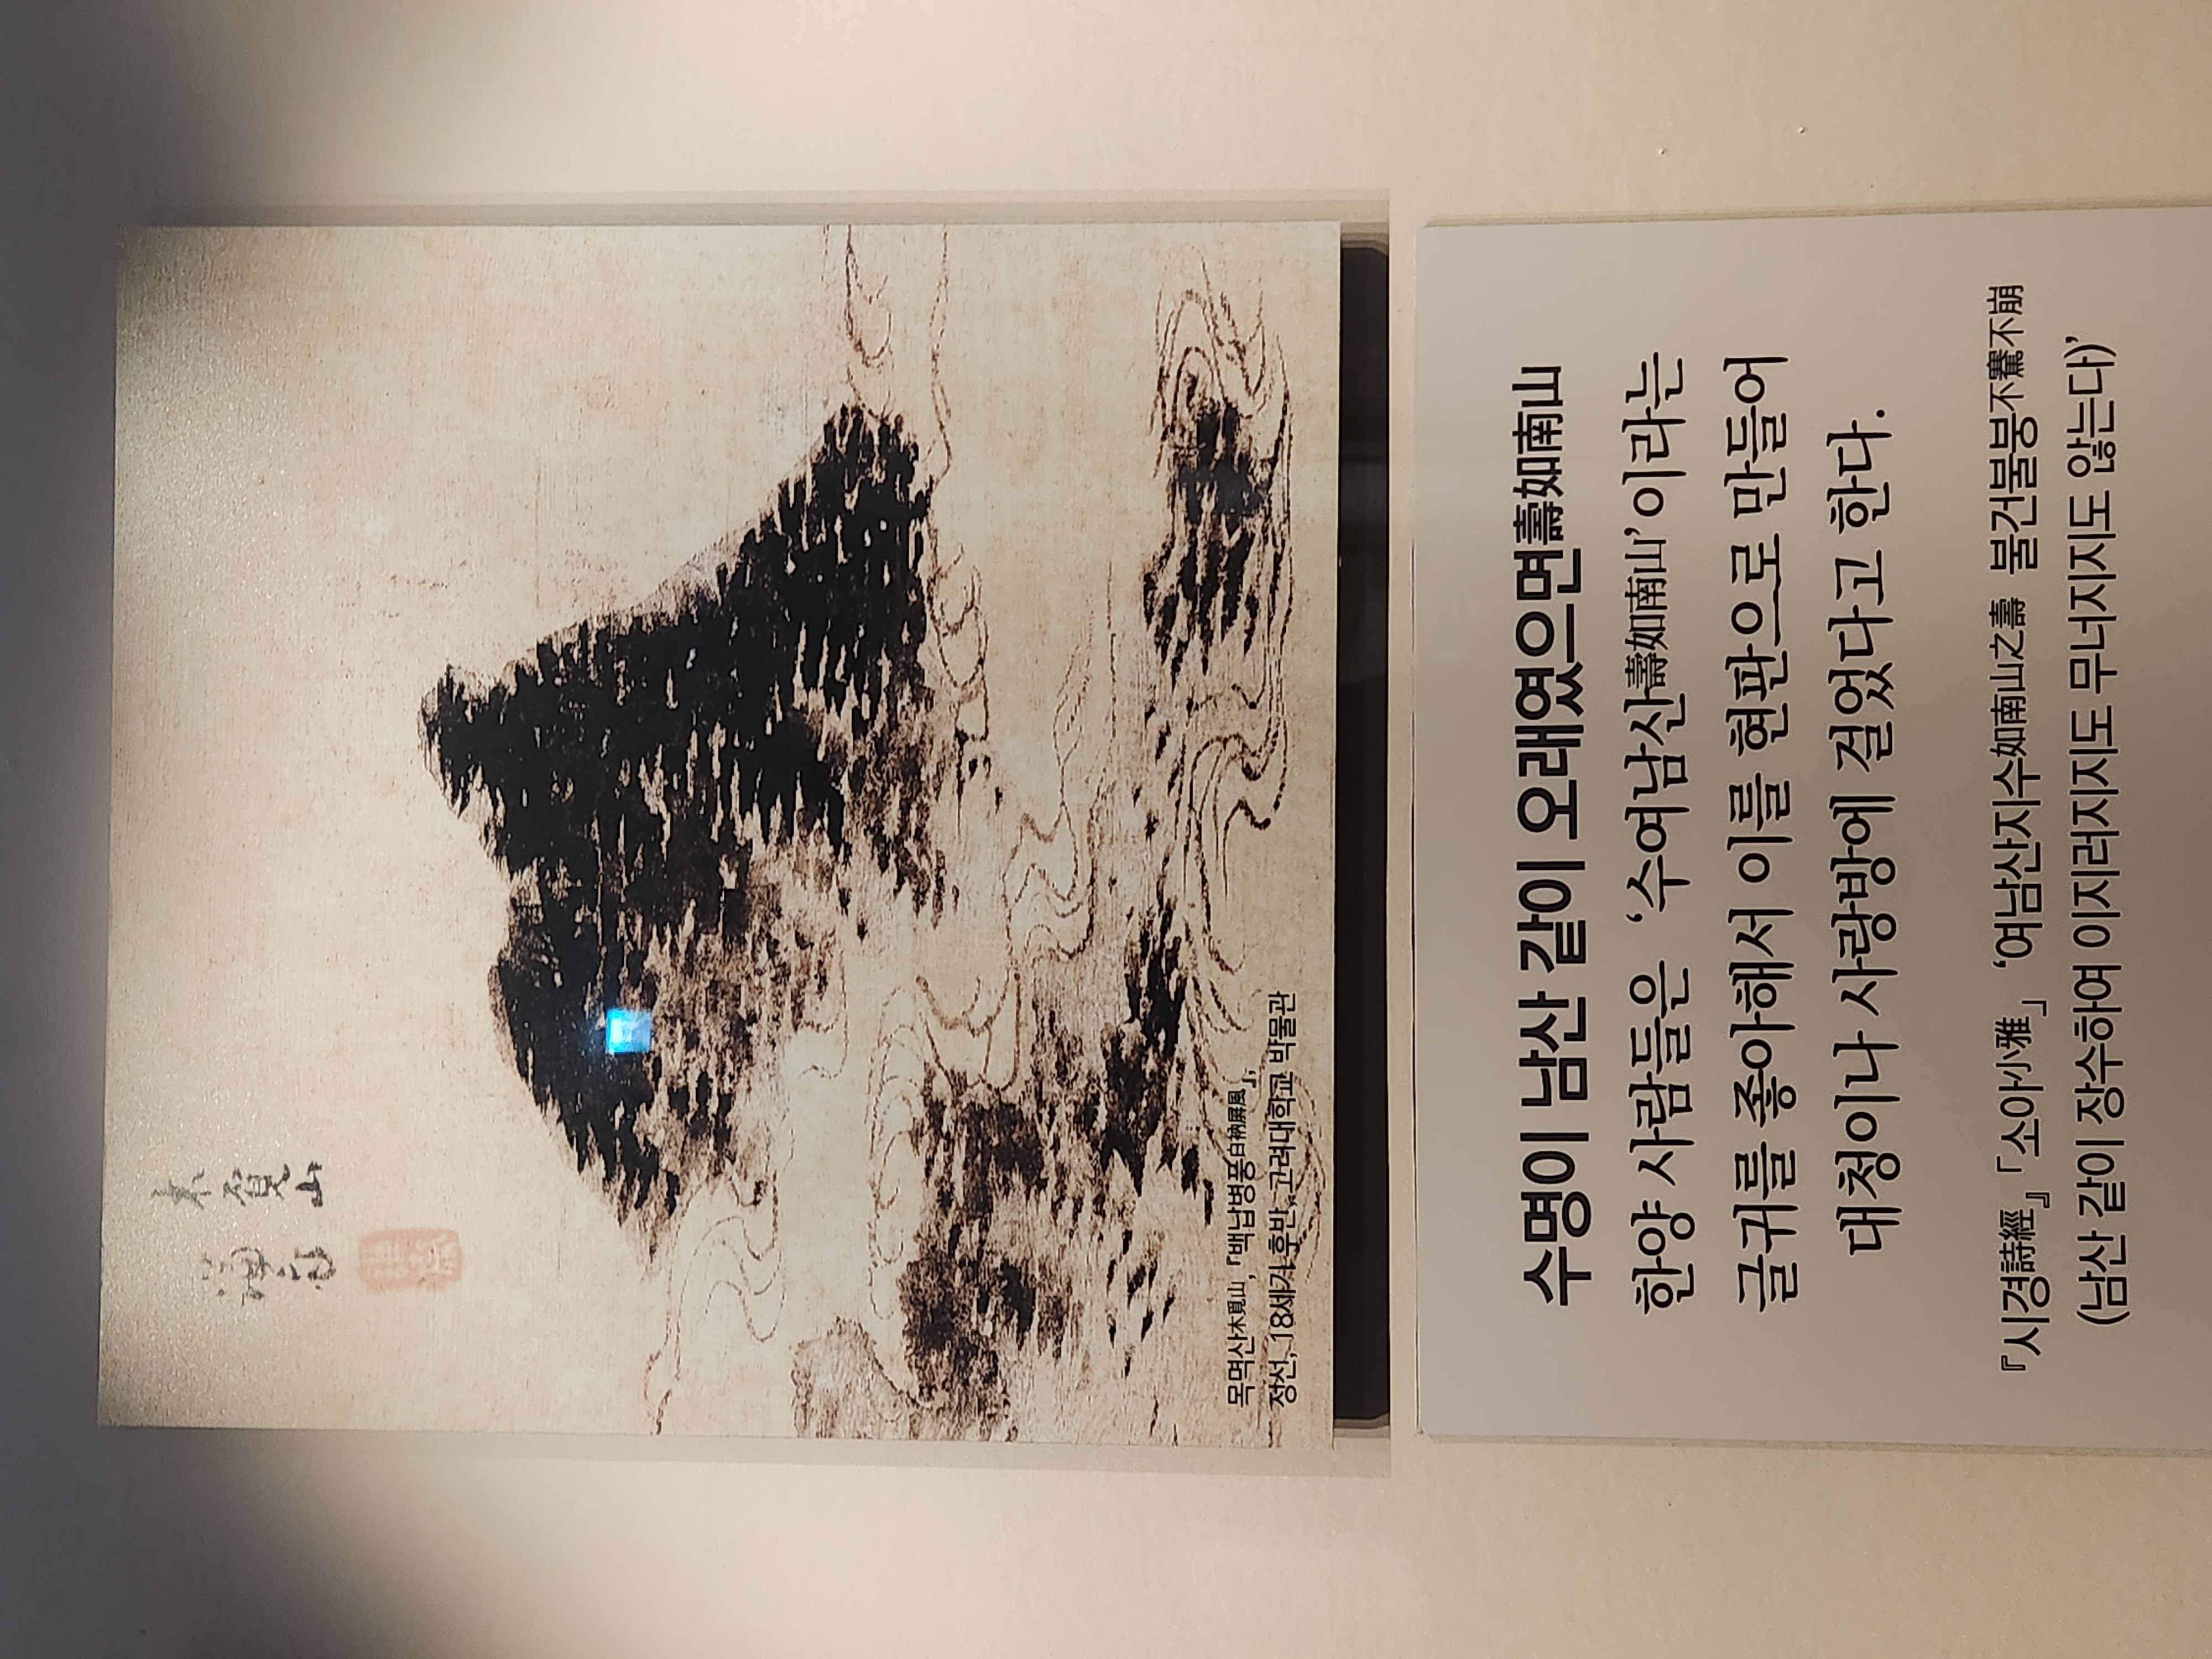 木覓山
謙齋
목멱산木覓山, 「백납병풍白衲屛風」,
정선, 18세기 후반, 고려대학교 박물관
수명이 남산 같이 오래였으면壽如南山
한양 사람들은 ‘수여남산壽如南山’이라는
글귀를 좋아해서 이를 현판으로 만들어
대청이나 사랑방에 걸었다고 한다.
『시경詩經』「소아小雅」 ‘여남산지수如南山之壽 불건불붕不騫不崩
(남산 같이 장수하여 이지러지지도 무너지지도 않는다)’